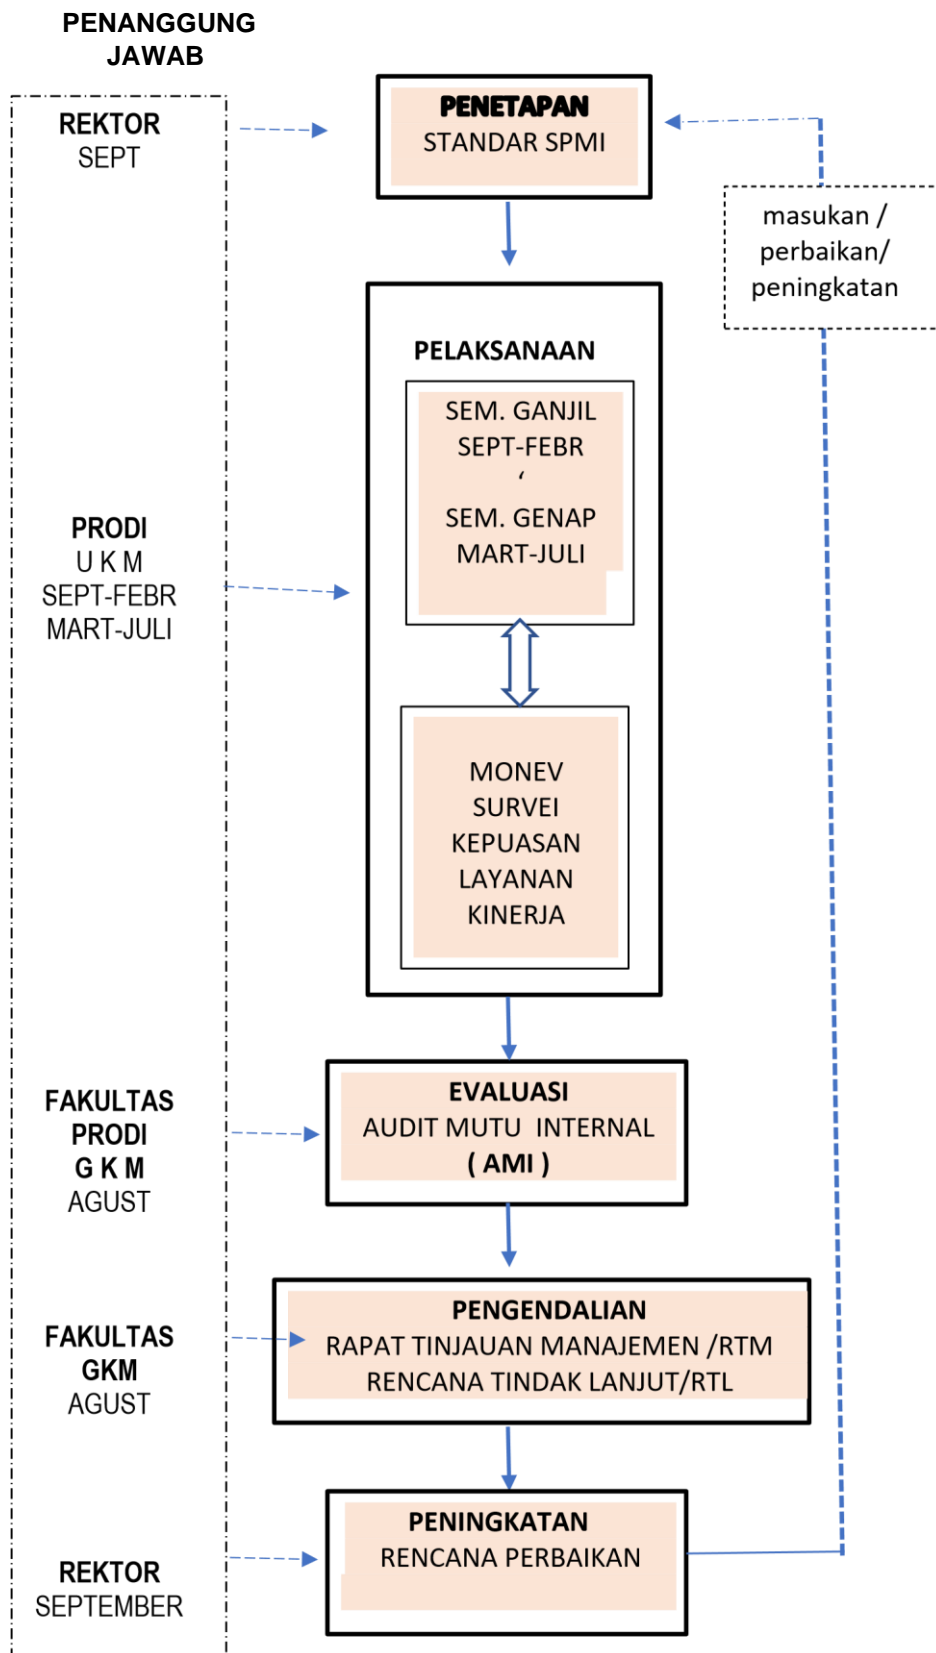 PENANGGUNG
JAWAB
REKTOR
SEPT
PENETAPAN
STANDAR SPMI
masukan /
perbaikan/
peningkatan
PELAKSANAAN
SEM. GANJIL
SEPT-FEBR
‘
SEM. GENAP
MART-JULI
PRODI
U K M
SEPT-FEBR
MART-JULI
MONEV
SURVEI
KEPUASAN
LAYANAN
KINERJA
FAKULTAS
PRODI
G K M
AGUST
EVALUASI
AUDIT MUTU INTERNAL
( AMI )
FAKULTAS
GKM
AGUST
PENGENDALIAN
RAPAT TINJAUAN MANAJEMEN /RTM
RENCANA TINDAK LANJUT/RTL
REKTOR
SEPTEMBER
PENINGKATAN
RENCANA PERBAIKAN